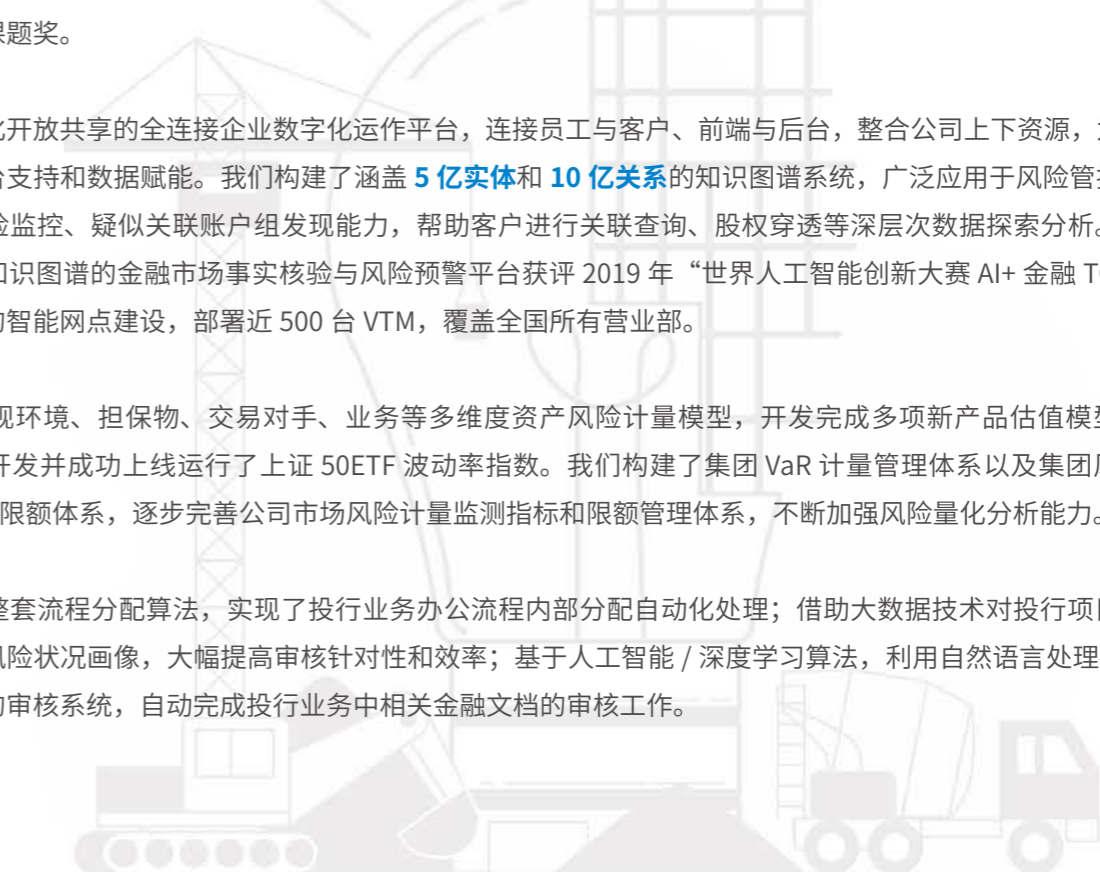 课题奖。
化开放共享的全连接企业数字化运作平台，连接员工与客户、前端与后台，整合公司上下资源，
台支持和数据赋能。我们构建了涵盖 5 亿实体和 10 亿关系的知识图谱系统，广泛应用于风险管控
险监控、疑似关联账户组发现能力，帮助客户进行关联查询、股权穿透等深层次数据探索分析。
知识图谱的金融市场事实核验与风险预警平台获评 2019 年“世界人工智能创新大赛 AI+ 金融 TO
的智能网点建设，部署近 500 台 VTM，覆盖全国所有营业部。
观环境、担保物、交易对手、业务等多维度资产风险计量模型，开发完成多项新产品估值模型
开发并成功上线运行了上证 50ETF 波动率指数。我们构建了集团 VaR 计量管理体系以及集团风
限额体系，逐步完善公司市场风险计量监测指标和限额管理体系，不断加强风险量化分析能力。
整套流程分配算法，实现了投行业务办公流程内部分配自动化处理；借助大数据技术对投行项目
风险状况画像，大幅提高审核针对性和效率；基于人工智能 / 深度学习算法，利用自然语言处理
的审核系统，自动完成投行业务中相关金融文档的审核工作。